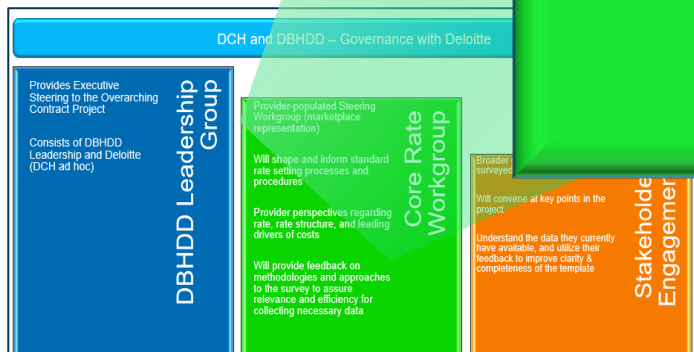 DCH and DBHDD – Governance with Deloitte
Provides Executive
Steering to the Overarching
Contract Project
Consists of DBHDD
Leadership and Deloitte
(DCH ad hoc)
DBHDD Leadership
Group
Provider-populated Steering
Workgroup (marketplace
representation)
Will shape and inform standard
rate setting processes and
procedures
Provider perspectives regarding
rate, rate structure, and leading
drivers of costs
Will provide feedback on
methodologies and approaches
to the survey to assure
relevance and efficiency for
collecting necessary data
Core Rate
Workgroup
Broader
surveyed
Will convene at key points in the
project
Understand the data they currently
have available, and utilize their
feedback to improve clarity &
completeness of the template
Stakeholde
Engagemen